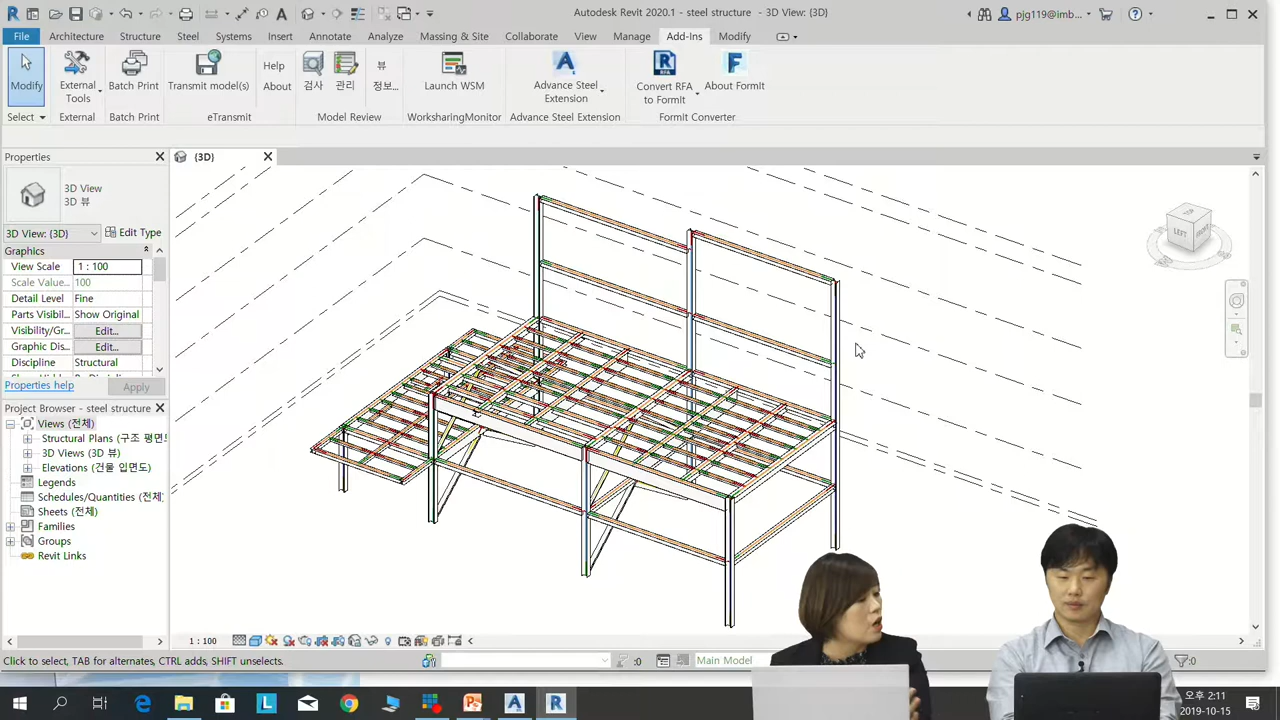 Autodesk Revit 2020.1 - steel structure - 3D View: {3D}
pjg119@imb...
File Architecture Structure Steel Systems Insert Annotate Analyze Massing & Site Collaborate View Manage Add-Ins Modify
Modify
External Tools
Batch Print
Transmit model(s)
Help
About
검사
관리
뷰
정보...
Launch WSM
Advance Steel Extension
Convert RFA to FormIt
About FormIt
Select External Batch Print eTransmit Model Review WorksharingMonitor Advance Steel Extension FormIt Converter
Properties
{3D}
3D View
3D 뷰
3D View: {3D}
Edit Type
Graphics
View Scale 1 : 100
Scale Value... 100
Detail Level Fine
Parts Visibil... Show Original
Visibility/Gr... Edit...
Graphic Dis... Edit...
Discipline Structural
Properties help Apply
Project Browser - steel structure
Views (전체)
Structural Plans (구조 평면도
3D Views (3D 뷰)
Elevations (건물 입면도)
Legends
Schedules/Quantities (전체)
Sheets (전체)
Families
Groups
Revit Links
TOP
LEFT
FRONT
1 : 100
Click to select, TAB for alternates, CTRL adds, SHIFT unselects.
:0
Main Model
:0
오후 2:11
2019-10-15